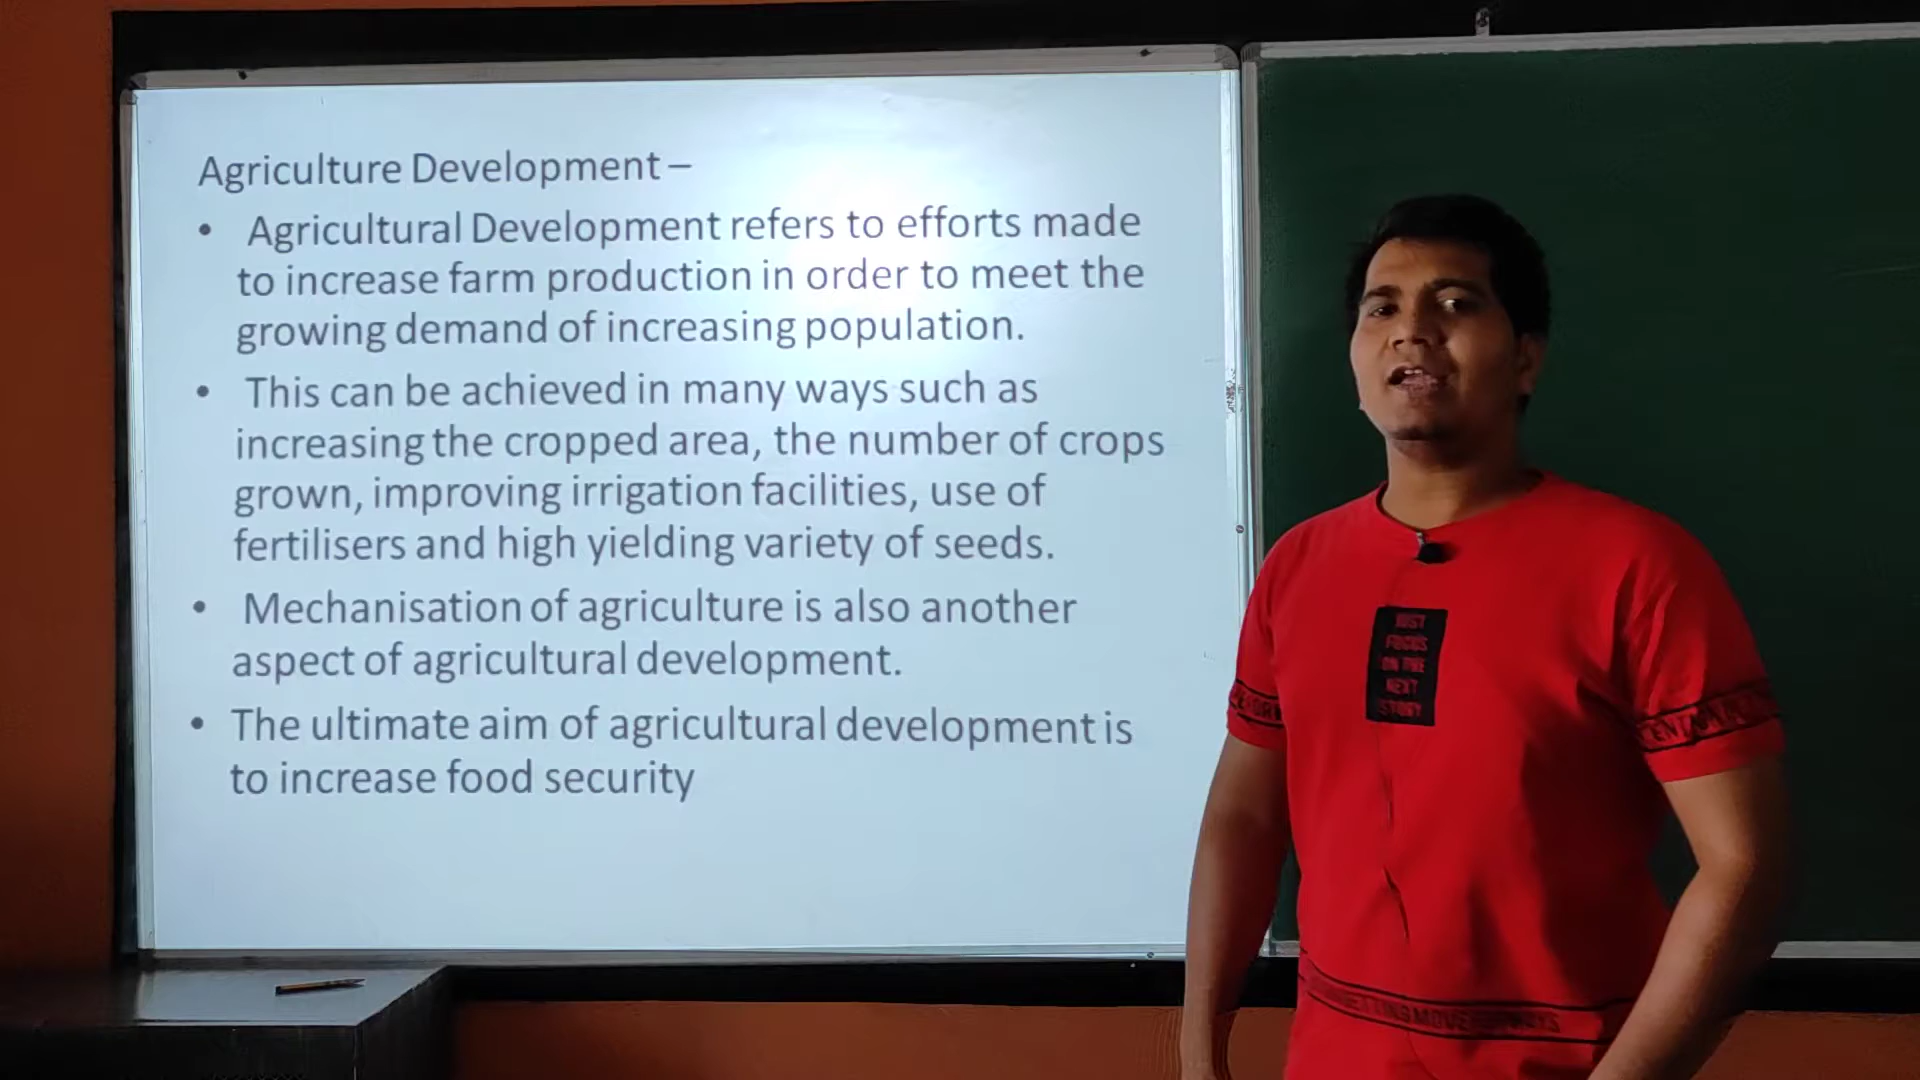 Agriculture Development –
• Agricultural Development refers to efforts made
to increase farm production in order to meet the
growing demand of increasing population.
• This can be achieved in many ways such as
increasing the cropped area, the number of crops
grown, improving irrigation facilities, use of
fertilisers and high yielding variety of seeds.
• Mechanisation of agriculture is also another
aspect of agricultural development.
• The ultimate aim of agricultural development is
to increase food security
JUST
FOCUS
ON THE
NEXT
STORY